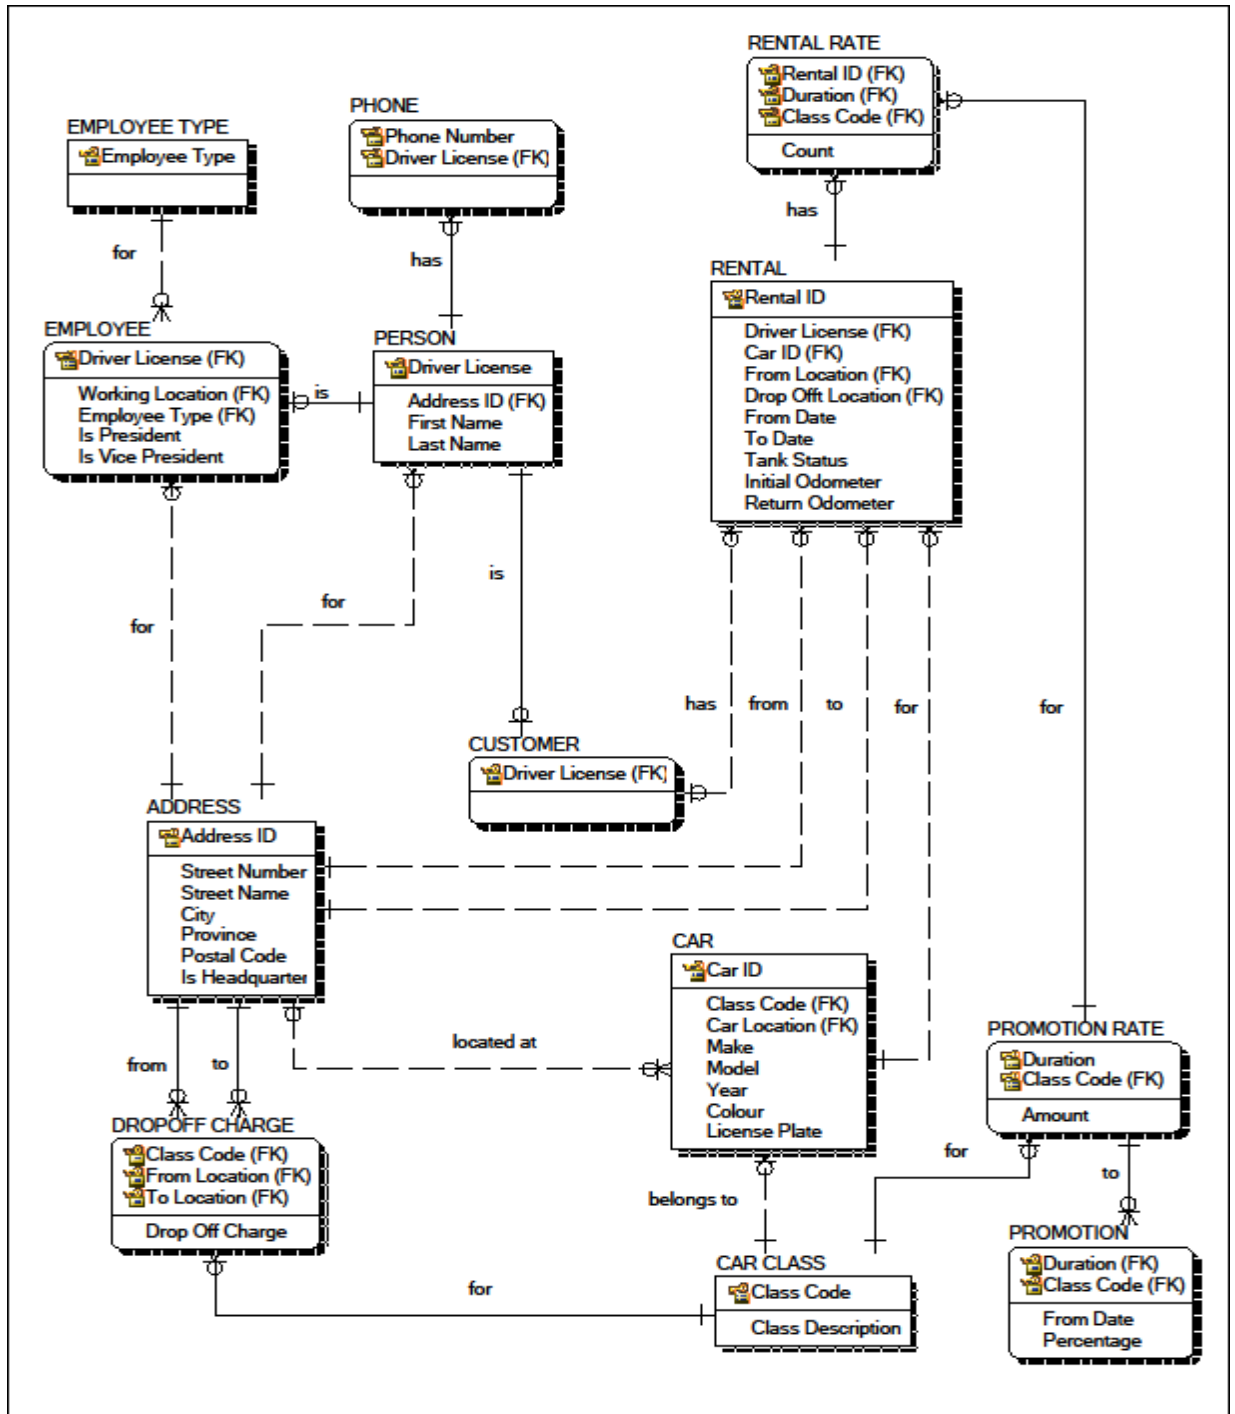 RENTAL RATE
Rental ID (FK)
Duration (FK)
Class Code (FK)
Count
PHONE
Phone Number
Driver License (FK)
EMPLOYEE TYPE
Employee Type
for
has
has
EMPLOYEE
Driver License (FK)
Working Location (FK)
Employee Type (FK)
Is President
Is Vice President
is
PERSON
Driver License
Address ID (FK)
First Name
Last Name
RENTAL
Rental ID
Driver License (FK)
Car ID (FK)
From Location (FK)
Drop Offt Location (FK)
From Date
To Date
Tank Status
Initial Odometer
Return Odometer
for
for
is
has
from
to
for
for
CUSTOMER
Driver License (FK)
ADDRESS
Address ID
Street Number
Street Name
City
Province
Postal Code
Is Headquarter
CAR
Car ID
Class Code (FK)
Car Location (FK)
Make
Model
Year
Colour
License Plate
located at
from
to
PROMOTION RATE
Duration
Class Code (FK)
Amount
DROPOFF CHARGE
Class Code (FK)
From Location (FK)
To Location (FK)
Drop Off Charge
belongs to
for
to
for
CAR CLASS
Class Code
Class Description
PROMOTION
Duration (FK)
Class Code (FK)
From Date
Percentage